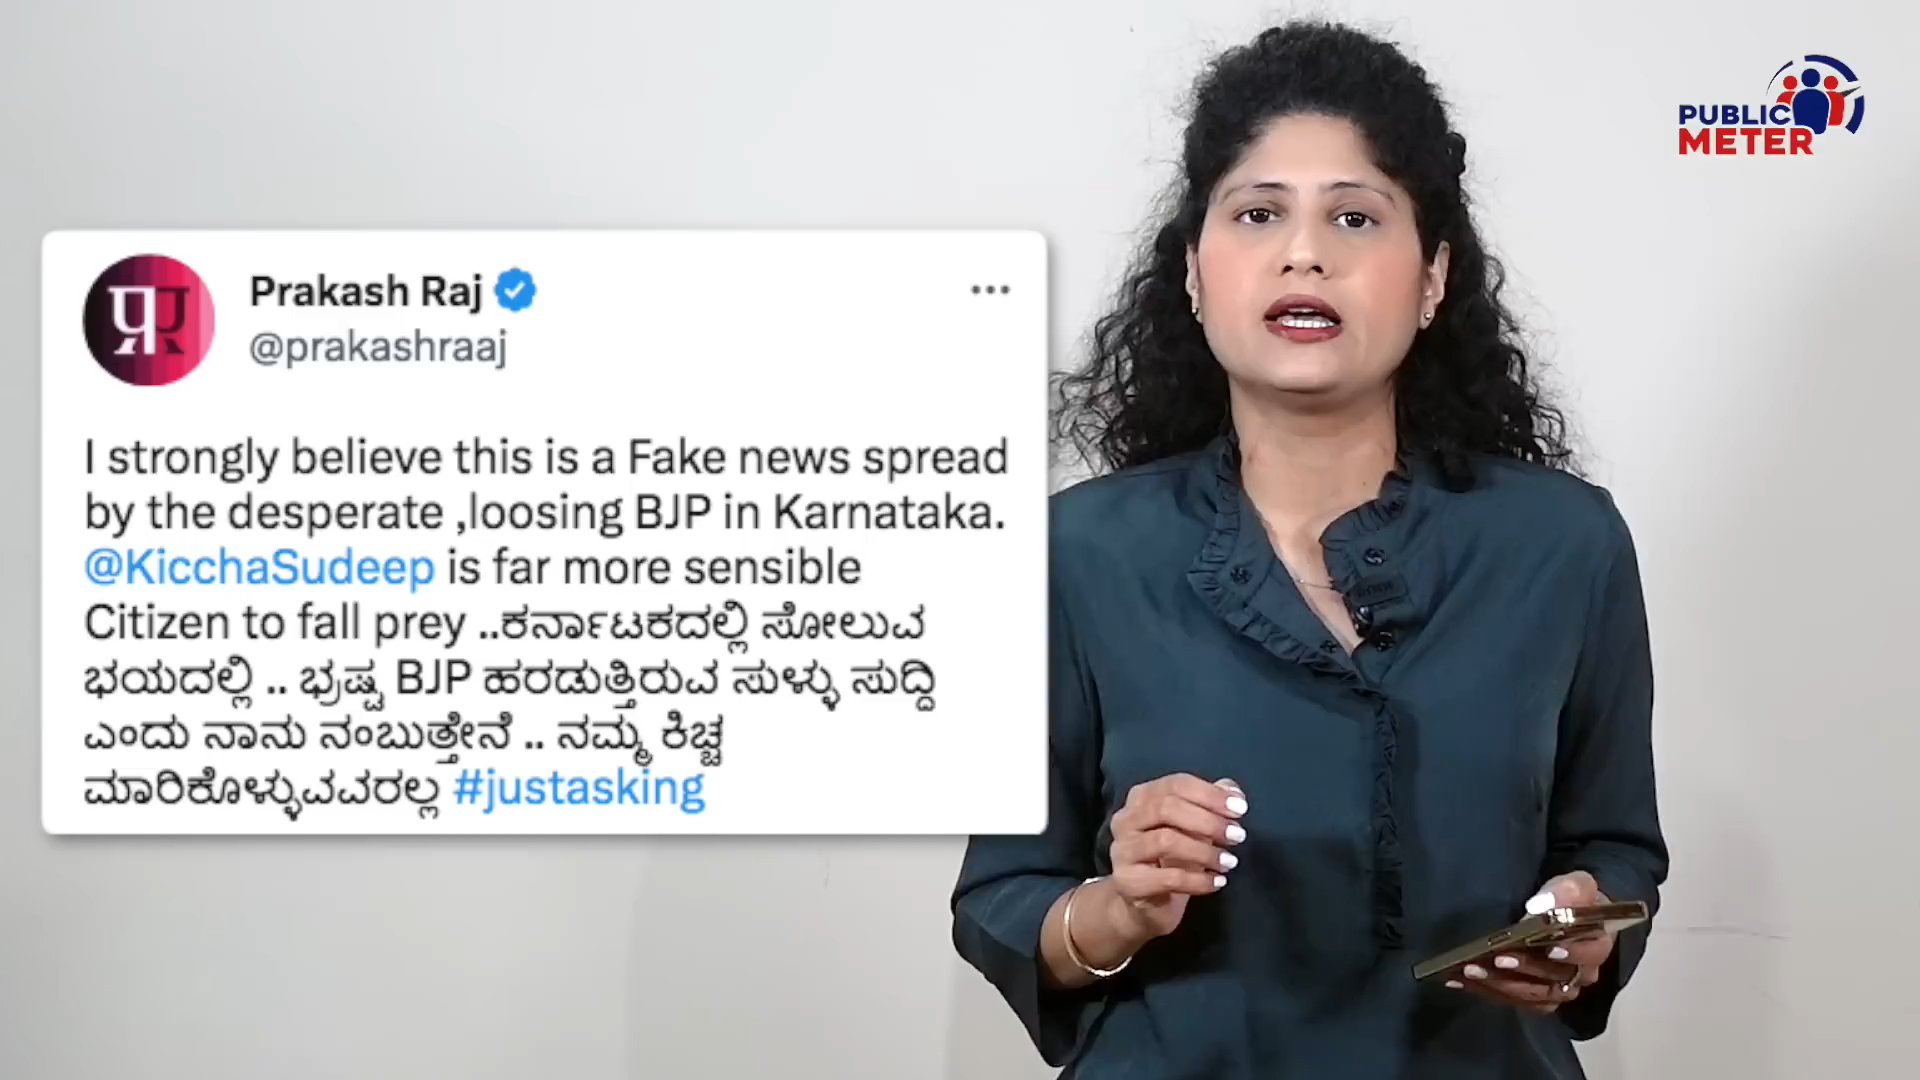 PUBLIC
METER
Prakash Raj
@prakashraaj
I strongly believe this is a Fake news spread
by the desperate ,loosing BJP in Karnataka.
@KicchaSudeep is far more sensible
Citizen to fall prey ..ಕರ್ನಾಟಕದಲ್ಲಿ ಸೋಲುವ
ಭಯದಲ್ಲಿ .. ಭ್ರಷ್ಟ BJP ಹರಡುತ್ತಿರುವ ಸುಳ್ಳು ಸುದ್ದಿ
ಎಂದು ನಾನು ನಂಬುತ್ತೇನೆ .. ನಮ್ಮ ಕಿಚ್ಚ
ಮಾರಿಕೊಳ್ಳುವವರಲ್ಲ #justasking